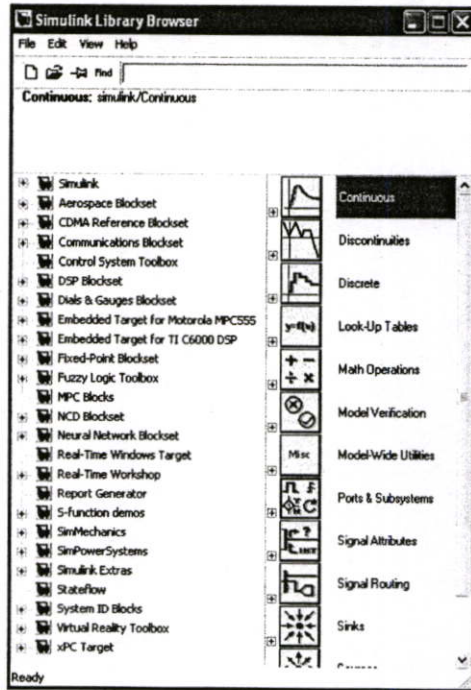 Simulink Library Browser
File Edit View Help
Find
Continuous: simulink/Continuous
Simulink
Aerospace Blockset
CDMA Reference Blockset
Communications Blockset
Control System Toolbox
DSP Blockset
Dials & Gauges Blockset
Embedded Target for Motorola MPC555
Embedded Target for TI C6000 DSP
Fixed-Point Blockset
Fuzzy Logic Toolbox
MPC Blocks
NCD Blockset
Neural Network Blockset
Real-Time Windows Target
Real-Time Workshop
Report Generator
S-function demos
SimMechanics
SimPowerSystems
Simulink Extras
Stateflow
System ID Blocks
Virtual Reality Toolbox
xPC Target
Continuous
Discontinuities
Discrete
y=f(u)
Look-Up Tables
+ −
÷ ×
Math Operations
Model Verification
Misc
Model-Wide Utilities
Ports & Subsystems
Signal Attributes
Signal Routing
Sinks
Ready